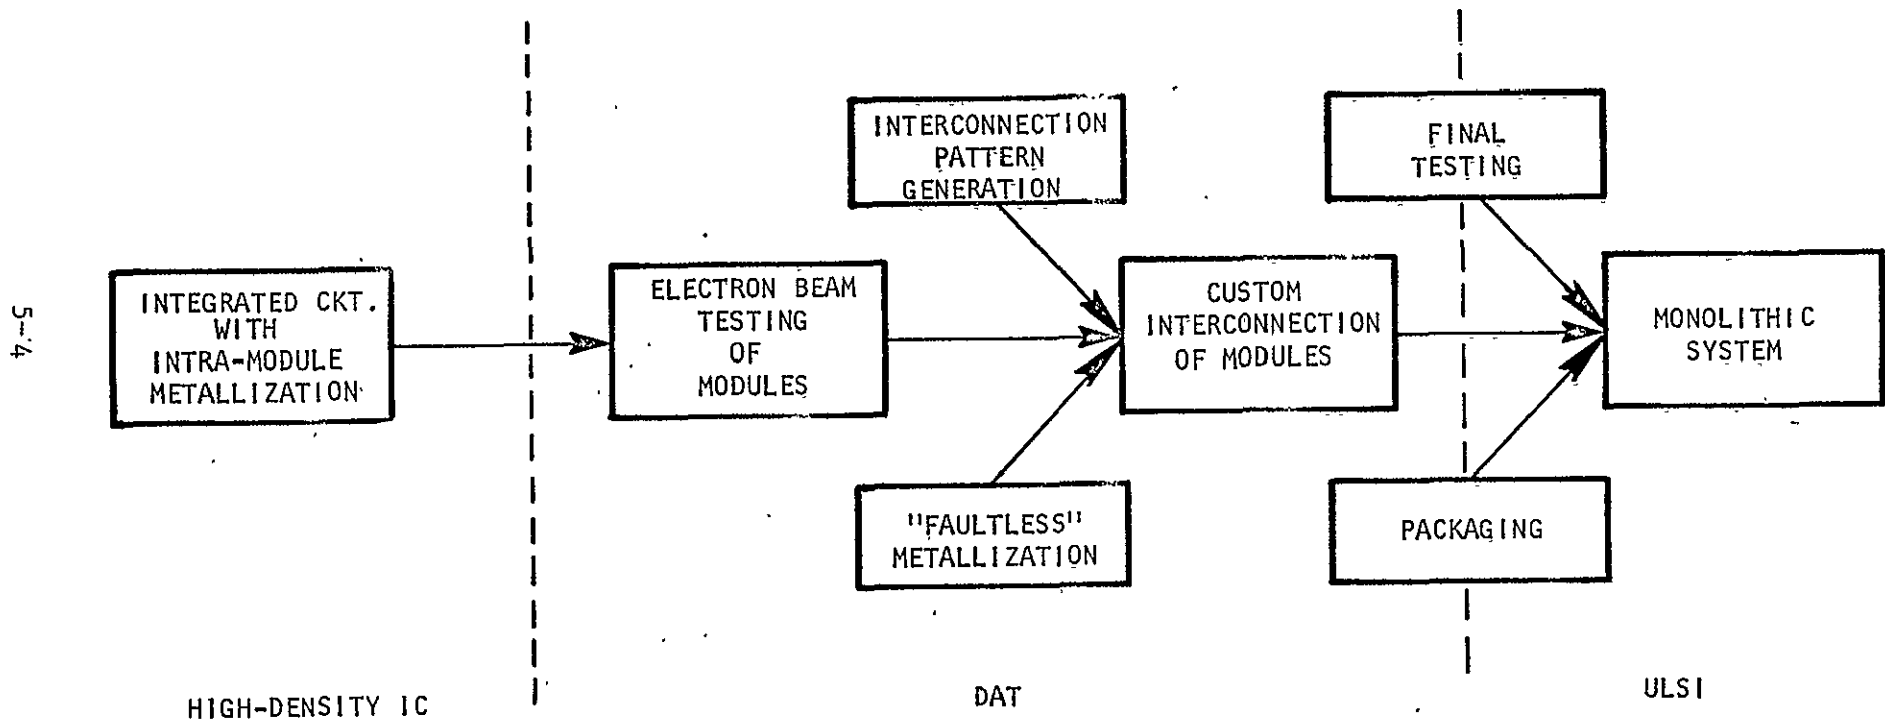 5-4
INTEGRATED CKT.
WITH
INTRA-MODULE
METALLIZATION
ELECTRON BEAM
TESTING
OF
MODULES
INTERCONNECTION
PATTERN
GENERATION
"FAULTLESS"
METALLIZATION
CUSTOM
INTERCONNECTION
OF MODULES
FINAL
TESTING
PACKAGING
MONOLITHIC
SYSTEM
HIGH-DENSITY IC
DAT
ULSI